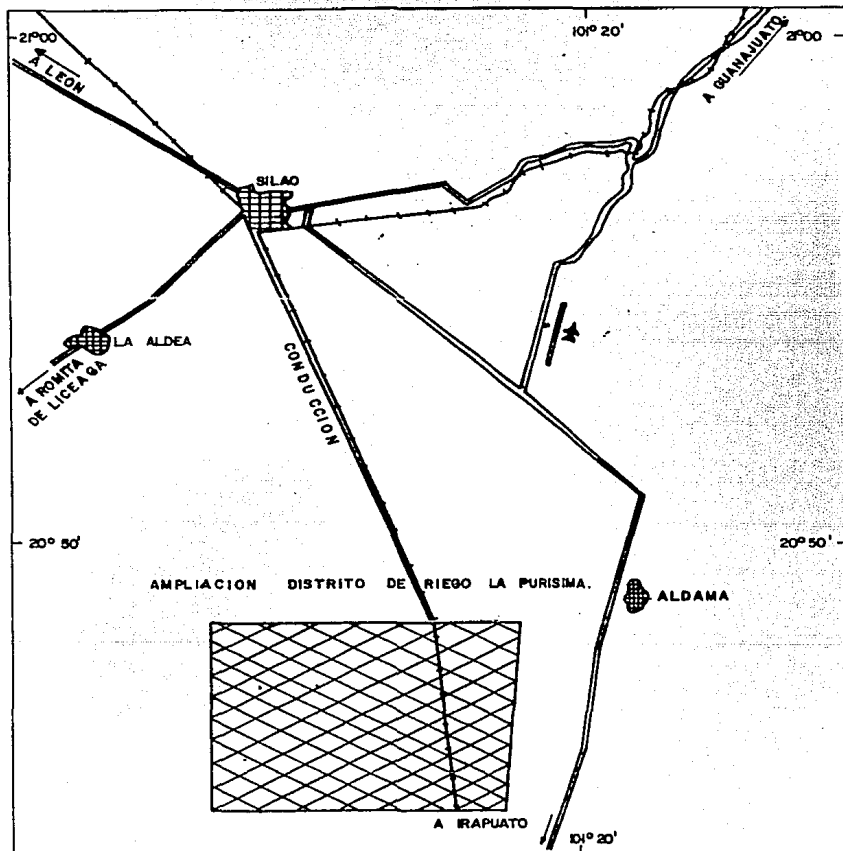 21° 00
101° 20'
21° 00
A LEON
A GUANAJUATO.
SILAO
LA ALDEA
A ROMITA
DE LICEAGA
CONDUCCION
20° 50'
20° 50'
AMPLIACION DISTRITO DE RIEGO LA PURISIMA.
ALDAMA
A IRAPUATO
101° 20'